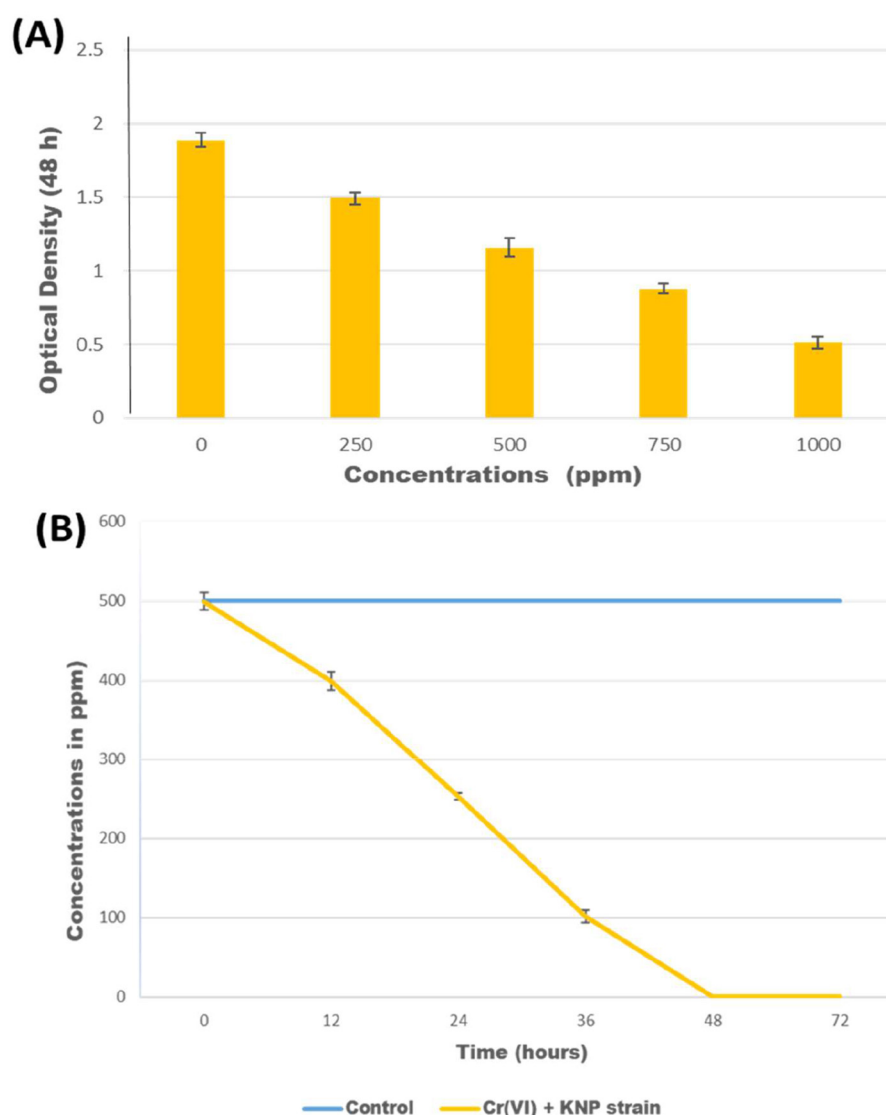 (A)
Optical Density (48 h)
2.5
2
1.5
1
0.5
0
0 250 500 750 1000
Concentrations (ppm)
(B)
Concentrations in ppm)
600
500
400
300
200
100
0
0 12 24 36 48 72
Time (hours)
Control Cr(VI) + KNP strain